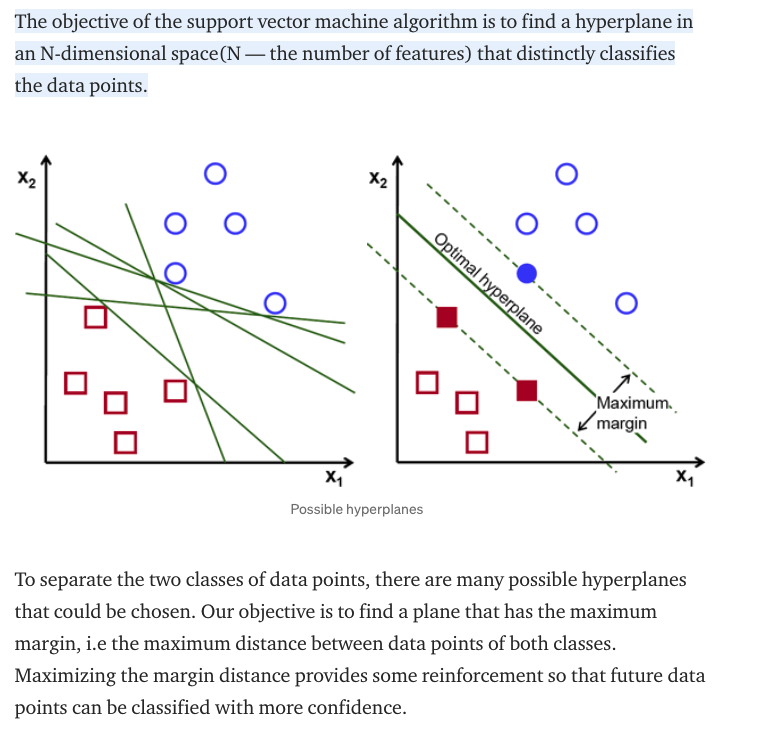 The objective of the support vector machine algorithm is to find a hyperplane in
an N-dimensional space(N — the number of features) that distinctly classifies
the data points.
X₂
X₁
X₂
Optimal hyperplane
Maximum
margin
X₁
Possible hyperplanes
To separate the two classes of data points, there are many possible hyperplanes
that could be chosen. Our objective is to find a plane that has the maximum
margin, i.e the maximum distance between data points of both classes.
Maximizing the margin distance provides some reinforcement so that future data
points can be classified with more confidence.